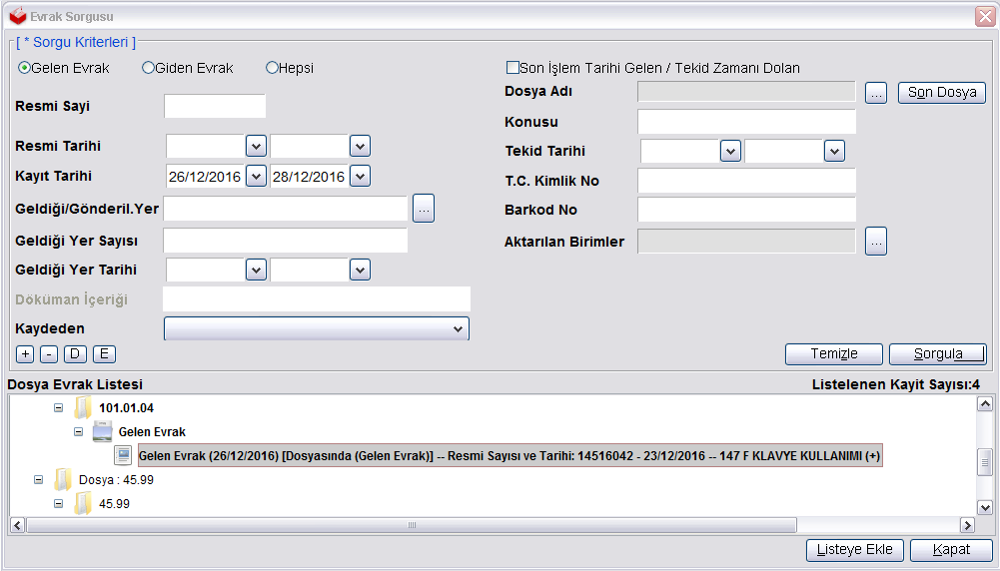 Evrak Sorgusu
[ * Sorgu Kriterleri ]
Gelen Evrak Giden Evrak Hepsi
Son İşlem Tarihi Gelen / Tekid Zamanı Dolan
Resmi Sayi
Resmi Tarihi
Kayıt Tarihi 26/12/2016 28/12/2016
Geldiği/Gönderil.Yer ...
Geldiği Yer Sayısı
Geldiği Yer Tarihi
Döküman İçeriği
Kaydeden
+ - D E
Dosya Adı ... Son Dosya
Konusu
Tekid Tarihi
T.C. Kimlik No
Barkod No
Aktarılan Birimler ...
Temizle Sorgula
Dosya Evrak Listesi Listelenen Kayit Sayısı:4
101.01.04
Gelen Evrak
Gelen Evrak (26/12/2016) [Dosyasında (Gelen Evrak)] -- Resmi Sayısı ve Tarihi: 14516042 - 23/12/2016 -- 147 F KLAVYE KULLANIMI (+)
Dosya : 45.99
45.99
Listeye Ekle Kapat